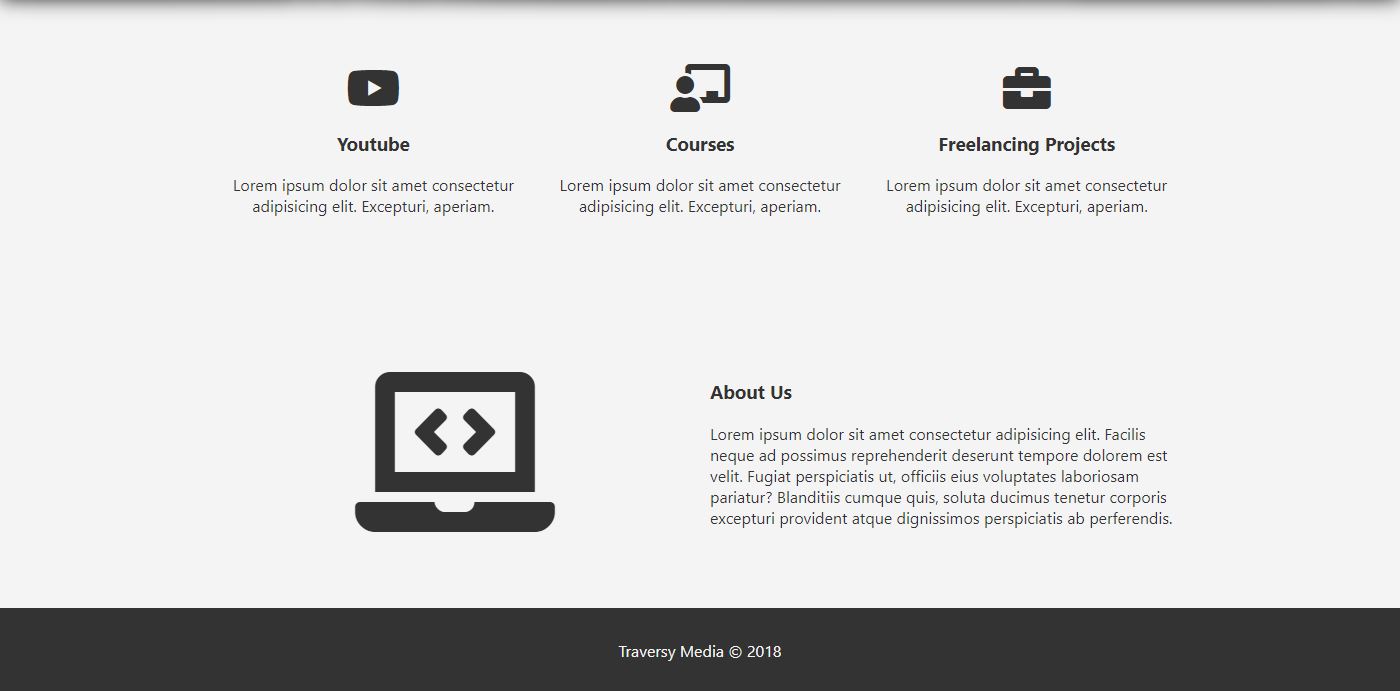 Youtube
Lorem ipsum dolor sit amet consectetur
adipisicing elit. Excepturi, aperiam.
Courses
Lorem ipsum dolor sit amet consectetur
adipisicing elit. Excepturi, aperiam.
Freelancing Projects
Lorem ipsum dolor sit amet consectetur
adipisicing elit. Excepturi, aperiam.
About Us
Lorem ipsum dolor sit amet consectetur adipisicing elit. Facilis
neque ad possimus reprehenderit deserunt tempore dolorem est
velit. Fugiat perspiciatis ut, officiis eius voluptates laboriosam
pariatur? Blanditiis cumque quis, soluta ducimus tenetur corporis
excepturi provident atque dignissimos perspiciatis ab perferendis.
Traversy Media © 2018